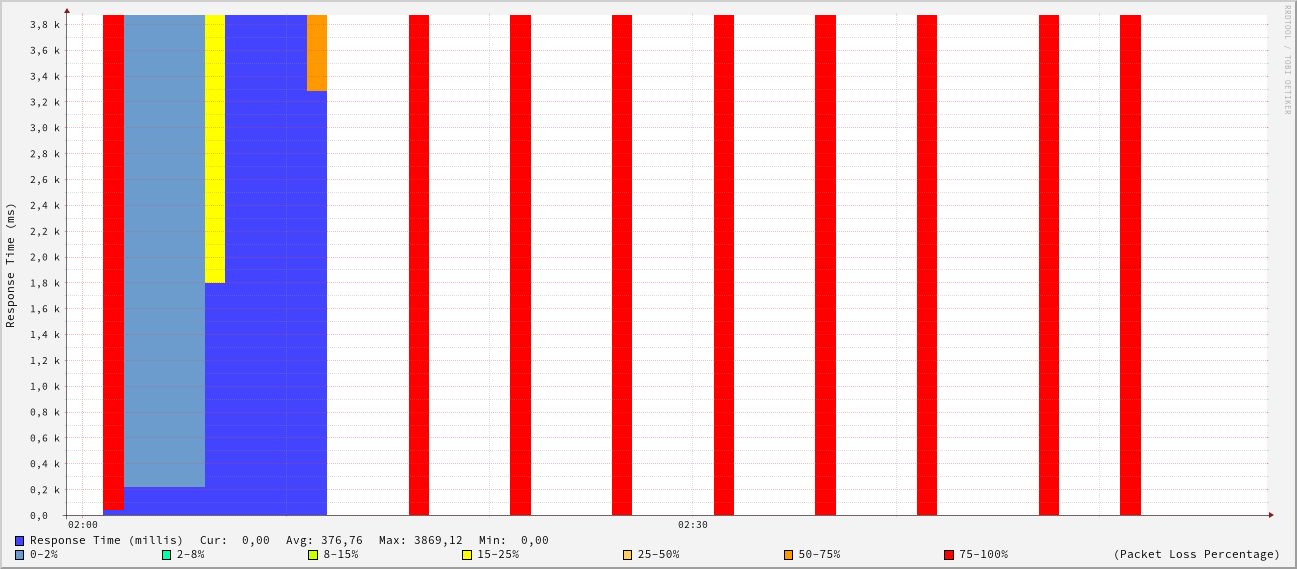 RRDTOOL / TOBI OETIKER
Response Time (ms)
3,8 k
3,6 k
3,4 k
3,2 k
3,0 k
2,8 k
2,6 k
2,4 k
2,2 k
2,0 k
1,8 k
1,6 k
1,4 k
1,2 k
1,0 k
0,8 k
0,6 k
0,4 k
0,2 k
0,0
02:00 02:30
Response Time (millis) Cur: 0,00 Avg: 376,76 Max: 3869,12 Min: 0,00
0-2% 2-8% 8-15% 15-25% 25-50% 50-75% 75-100% (Packet Loss Percentage)